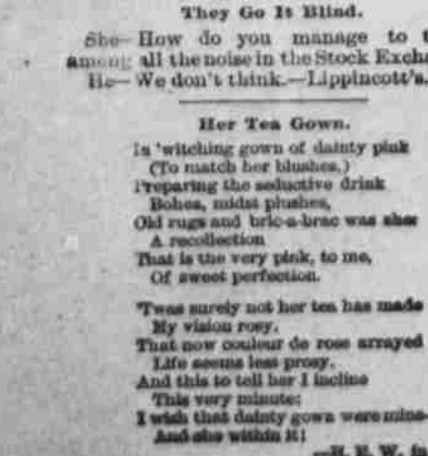 They Go It Blind.
She—How do you manage to t
among all the noise in the Stock Excha
He—We don't think.—Lippincott's.
Her Tea Gown.
In 'witching gown of dainty pink
(To match her blushes,)
Preparing the seductive drink
Bohea, midst plushes,
Old rugs and bric-a-brac was she
A recollection
That is the very pink, to me,
Of sweet perfection.
'Twas surely not her tea has made
My vision rosy,
That now couleur de rose arrayed
Life seems less prosy.
And this to tell her I incline
This very minute:
I wish that dainty gown were mine
And she within it!
—H. E. W. in